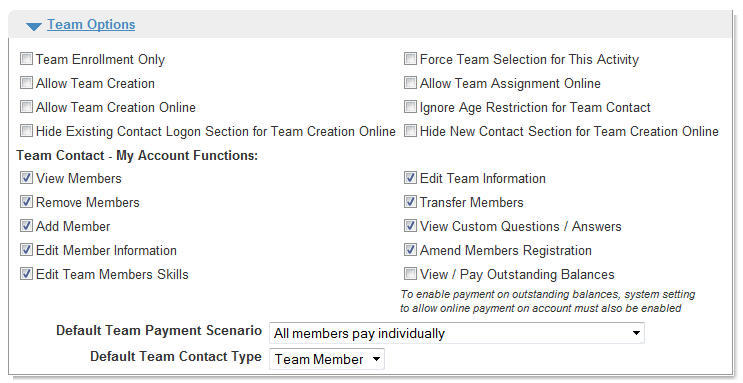 Team Options
Team Enrollment Only
Force Team Selection for This Activity
Allow Team Creation
Allow Team Assignment Online
Allow Team Creation Online
Ignore Age Restriction for Team Contact
Hide Existing Contact Logon Section for Team Creation Online
Hide New Contact Section for Team Creation Online
Team Contact - My Account Functions:
View Members
Edit Team Information
Remove Members
Transfer Members
Add Member
View Custom Questions / Answers
Edit Member Information
Amend Members Registration
Edit Team Members Skills
View / Pay Outstanding Balances
To enable payment on outstanding balances, system setting
to allow online payment on account must also be enabled
Default Team Payment Scenario
All members pay individually
Default Team Contact Type
Team Member